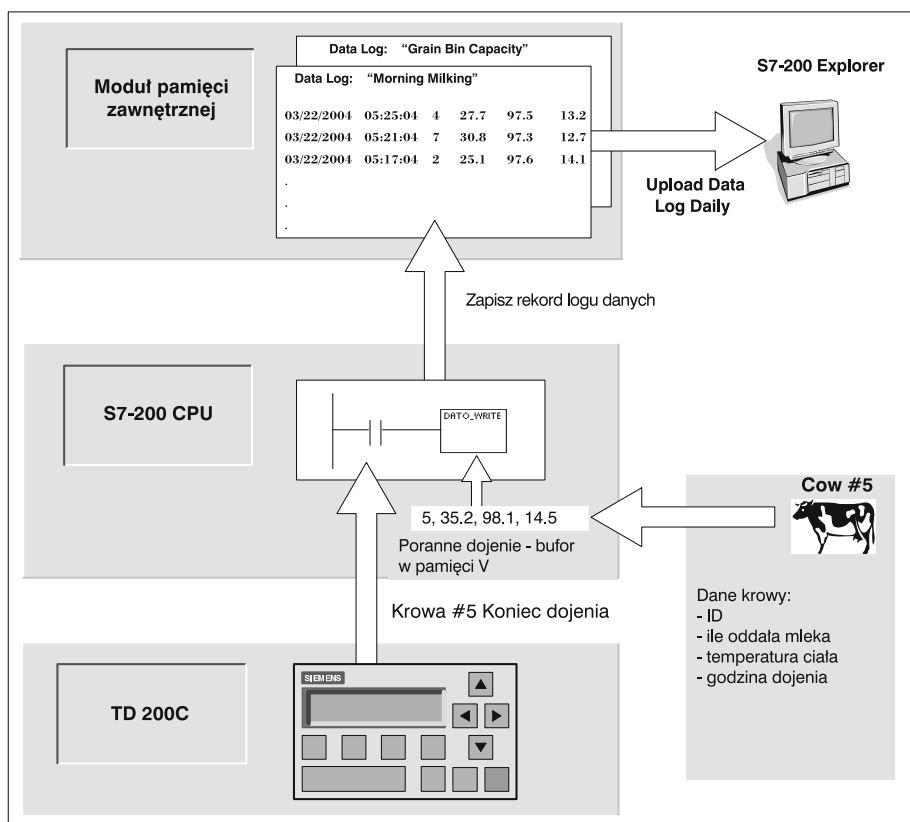 Data Log: “Grain Bin Capacity”
Moduł pamięci
zawnętrznej
Data Log: “Morning Milking”
03/22/2004 05:25:04 4 27.7 97.5 13.2
03/22/2004 05:21:04 7 30.8 97.3 12.7
03/22/2004 05:17:04 2 25.1 97.6 14.1
.
.
.
S7-200 Explorer
Upload Data
Log Daily
Zapisz rekord logu danych
S7-200 CPU
DATO_WRITE
5, 35.2, 98.1, 14.5
Poranne dojenie - bufor
w pamięci V
Cow #5
Dane krowy:
- ID
- ile oddała mleka
- temperatura ciała
- godzina dojenia
Krowa #5 Koniec dojenia
TD 200C
SIEMENS